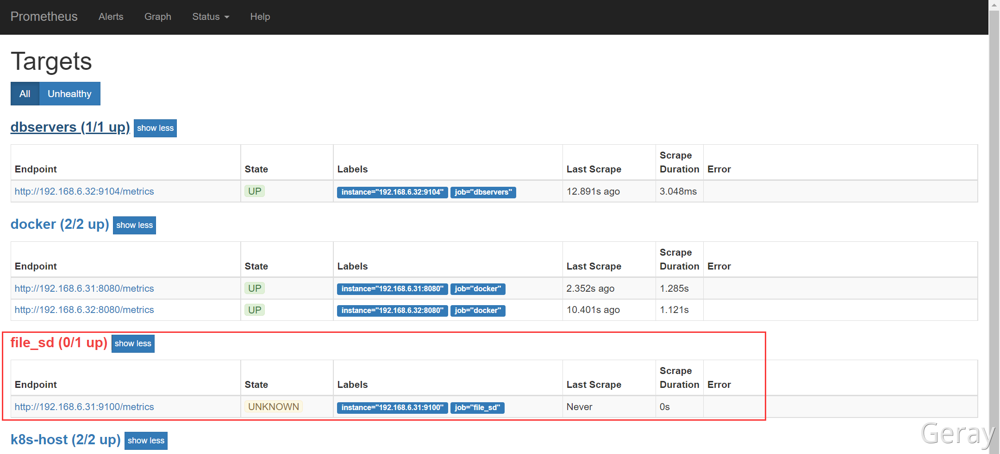 Prometheus Alerts Graph Status Help
Targets
All Unhealthy
dbservers (1/1 up) show less
Endpoint State Labels Last Scrape Scrape Duration Error
http://192.168.6.32:9104/metrics UP instance="192.168.6.32:9104" job="dbservers" 12.891s ago 3.048ms
docker (2/2 up) show less
Endpoint State Labels Last Scrape Scrape Duration Error
http://192.168.6.31:8080/metrics UP instance="192.168.6.31:8080" job="docker" 2.352s ago 1.285s
http://192.168.6.32:8080/metrics UP instance="192.168.6.32:8080" job="docker" 10.401s ago 1.121s
file_sd (0/1 up) show less
Endpoint State Labels Last Scrape Scrape Duration Error
http://192.168.6.31:9100/metrics UNKNOWN instance="192.168.6.31:9100" job="file_sd" Never 0s
k8s-host (2/2 up) show less
Geray